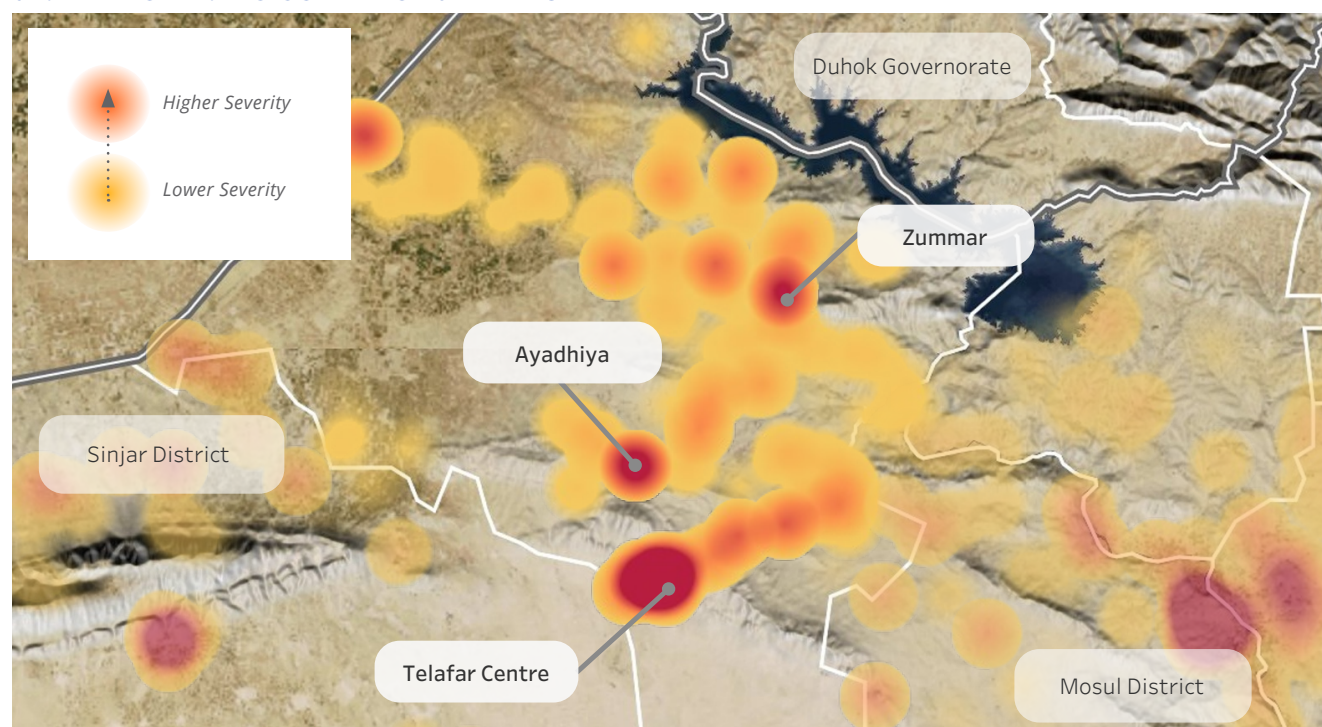 Higher Severity
Lower Severity
Duhok Governorate
Zummar
Ayadhiya
Sinjar District
Telafar Centre
Mosul District